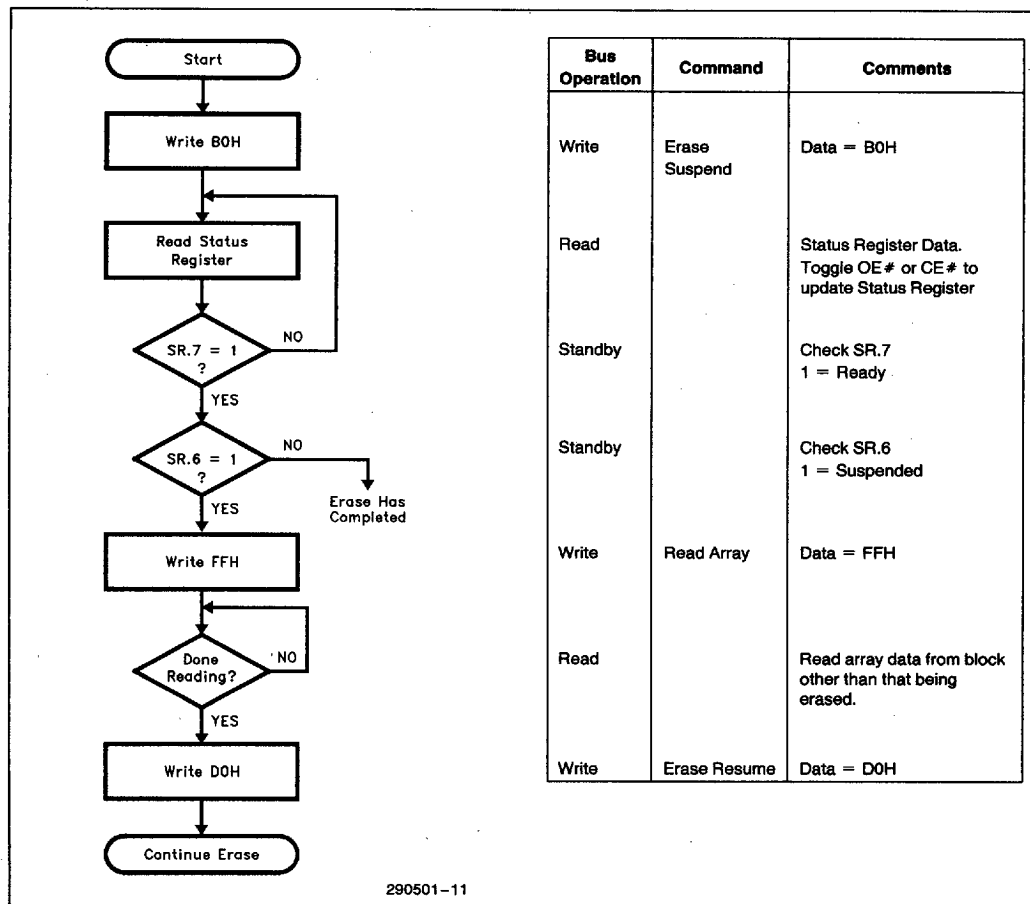 Start
Write B0H
Read Status
Register
SR.7 = 1
?
NO
YES
SR.6 = 1
?
NO
Erase Has
Completed
YES
Write FFH
Done
Reading?
NO
YES
Write D0H
Continue Erase
290501-11
Bus
Operation
Command
Comments
Write
Erase
Suspend
Data = B0H
Read
Status Register Data.
Toggle OE# or CE# to
update Status Register
Standby
Check SR.7
1 = Ready
Standby
Check SR.6
1 = Suspended
Write
Read Array
Data = FFH
Read
Read array data from block
other than that being
erased.
Write
Erase Resume
Data = D0H